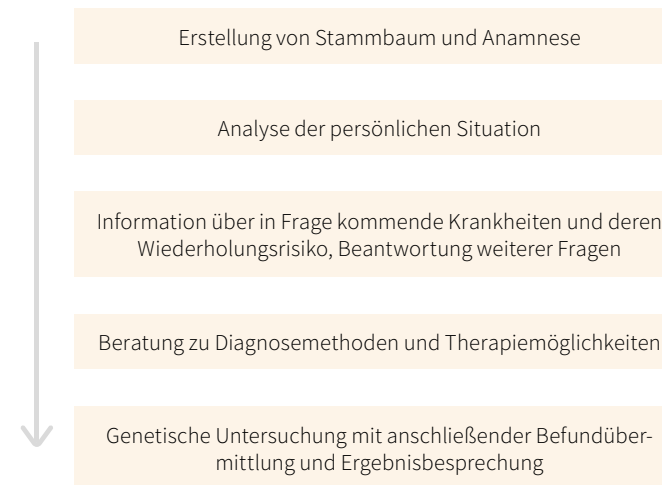 Erstellung von Stammbaum und Anamnese
Analyse der persönlichen Situation
Information über in Frage kommende Krankheiten und deren
Wiederholungsrisiko, Beantwortung weiterer Fragen
Beratung zu Diagnosemethoden und Therapiemöglichkeiten
Genetische Untersuchung mit anschließender Befundüber-
mittlung und Ergebnisbesprechung